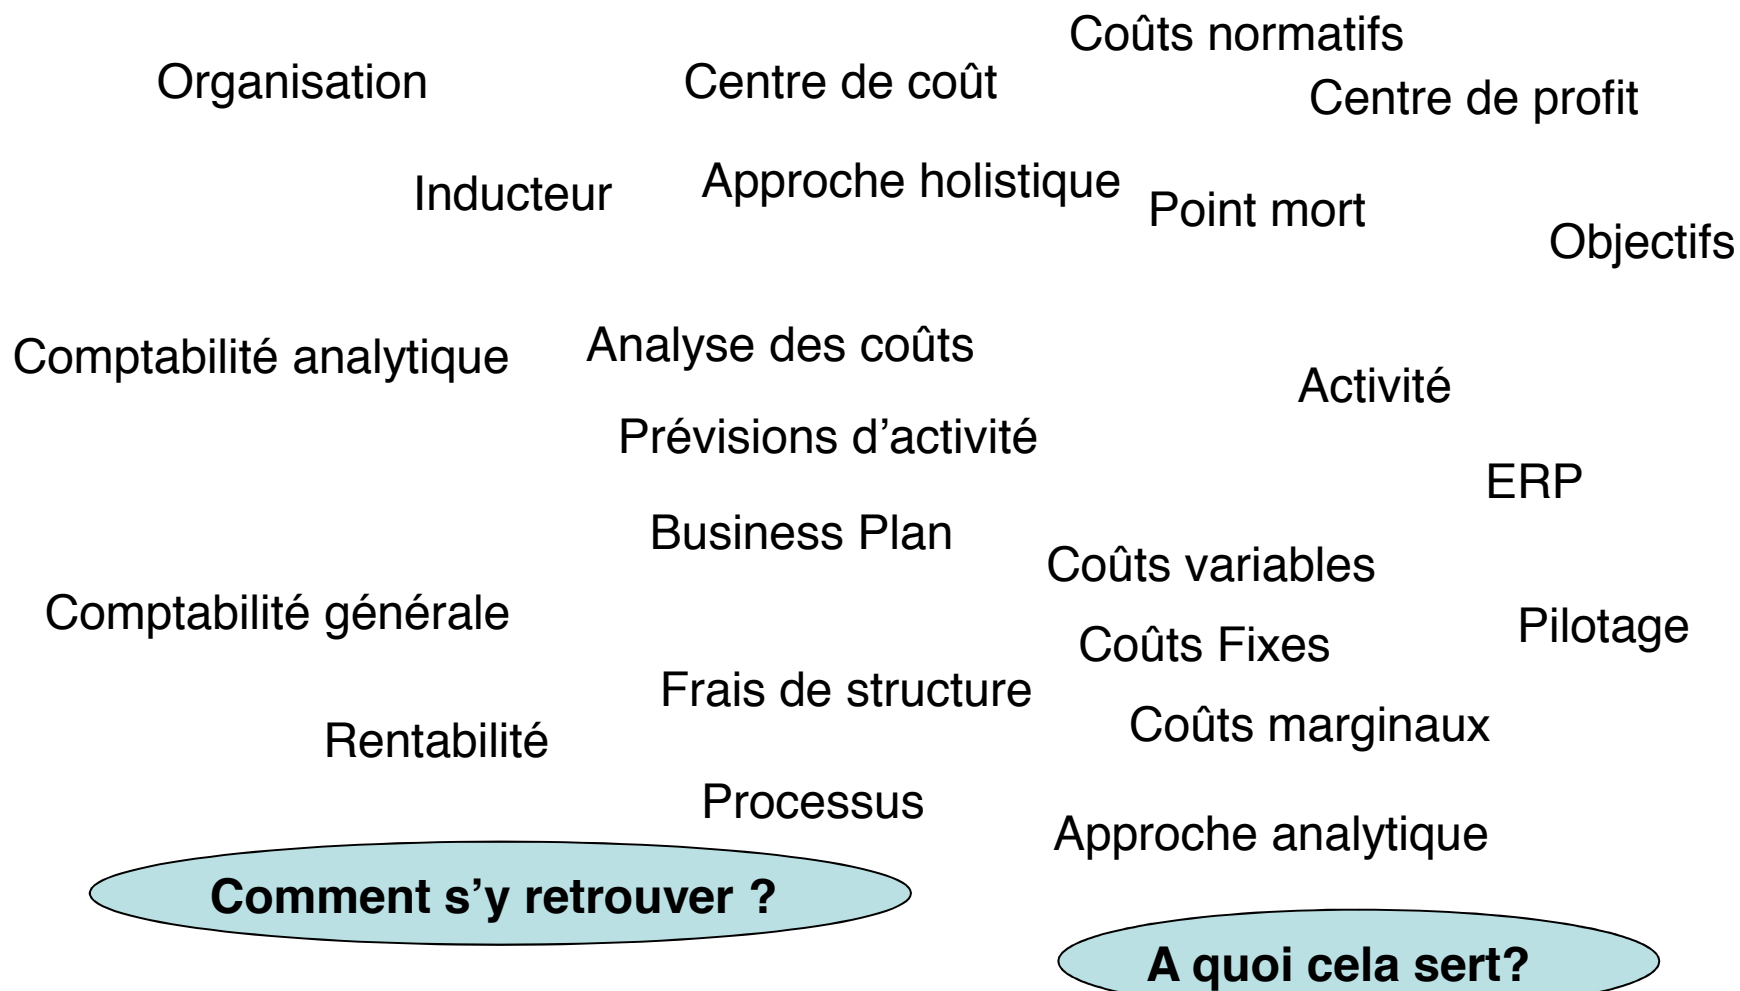 Coûts normatifs
Organisation
Centre de coût
Centre de profit
Inducteur
Approche holistique
Point mort
Objectifs
Comptabilité analytique
Analyse des coûts
Activité
Prévisions d’activité
ERP
Business Plan
Coûts variables
Comptabilité générale
Pilotage
Coûts Fixes
Frais de structure
Coûts marginaux
Rentabilité
Processus
Approche analytique
Comment s’y retrouver ?
A quoi cela sert?